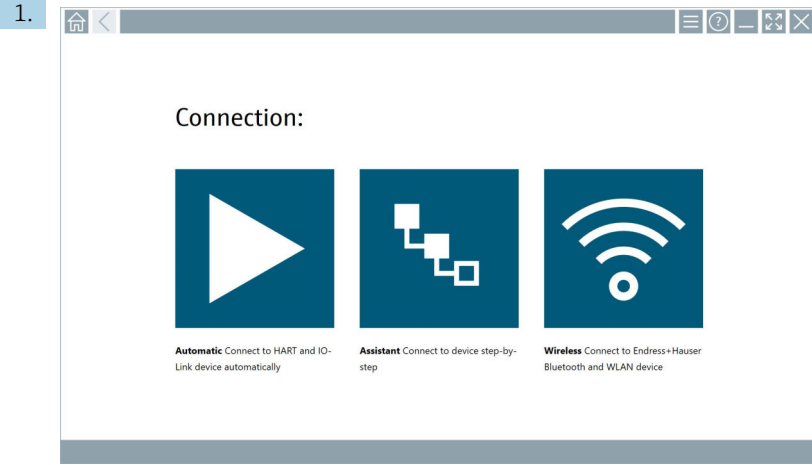 1.
Connection:
Automatic Connect to HART and IO-
Link device automatically
Assistant Connect to device step-by-
step
Wireless Connect to Endress+Hauser
Bluetooth and WLAN device